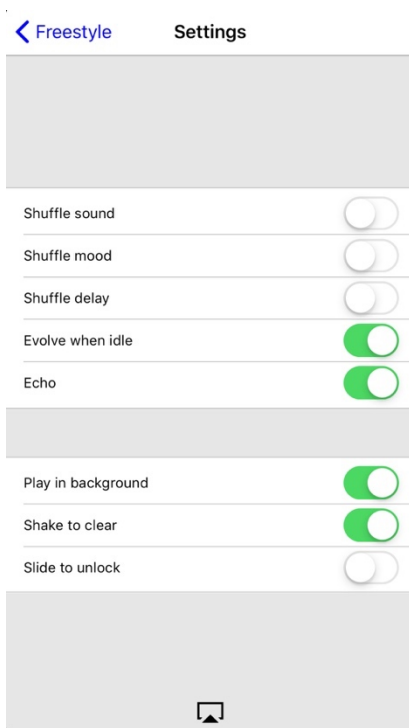 Freestyle
Settings
Shuffle sound
Shuffle mood
Shuffle delay
Evolve when idle
Echo
Play in background
Shake to clear
Slide to unlock